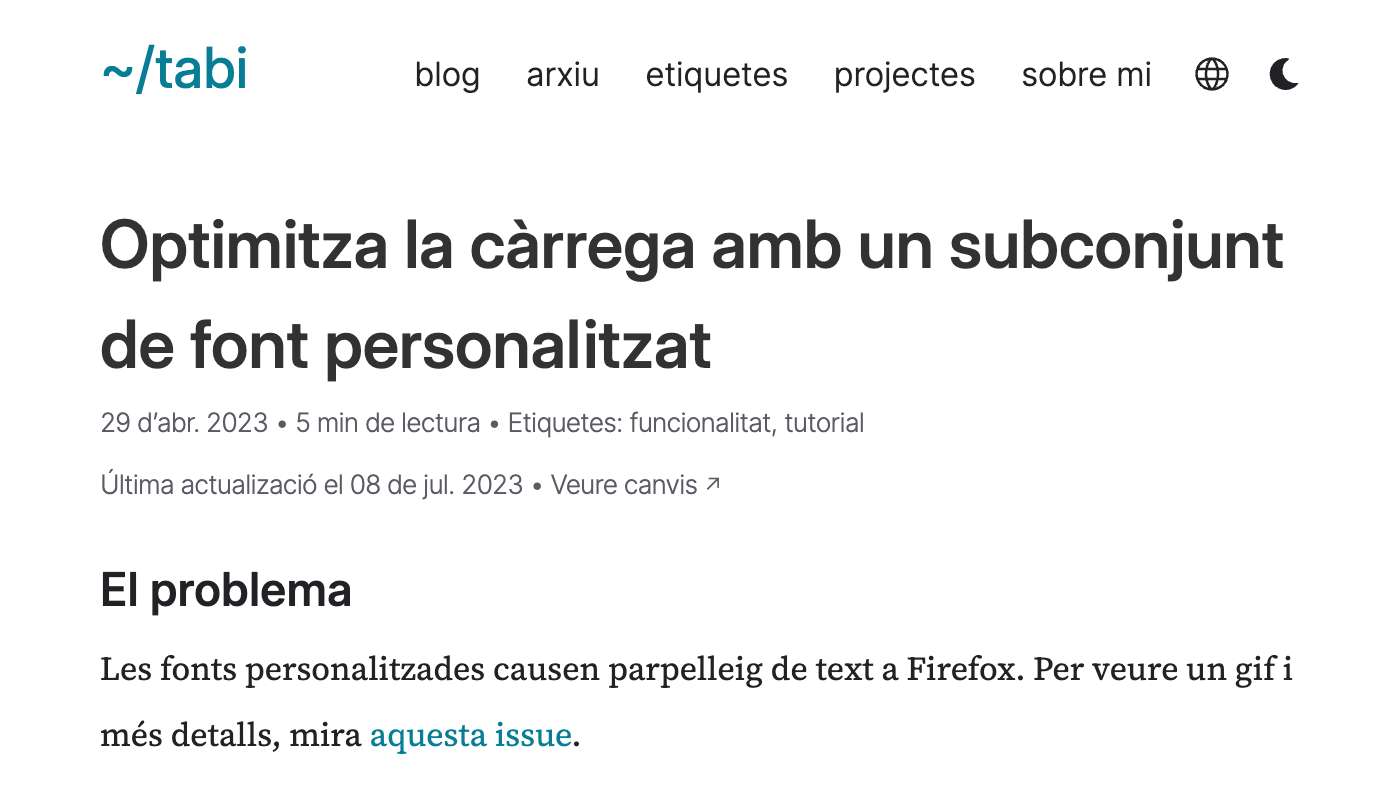 ~/tabi
blog arxiu etiquetes projectes sobre mi
Optimitza la càrrega amb un subconjunt
de font personalitzat
29 d’abr. 2023 • 5 min de lectura • Etiquetes: funcionalitat, tutorial
Última actualització el 08 de jul. 2023 • Veure canvis ↗
El problema
Les fonts personalitzades causen parpelleig de text a Firefox. Per veure un gif i
més detalls, mira aquesta issue.